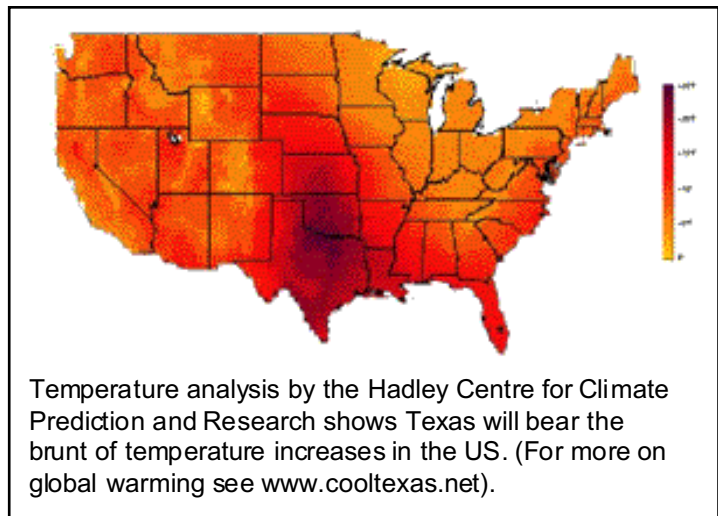 Temperature analysis by the Hadley Centre for Climate
Prediction and Research shows Texas will bear the
brunt of temperature increases in the US. (For more on
global warming see www.cooltexas.net).